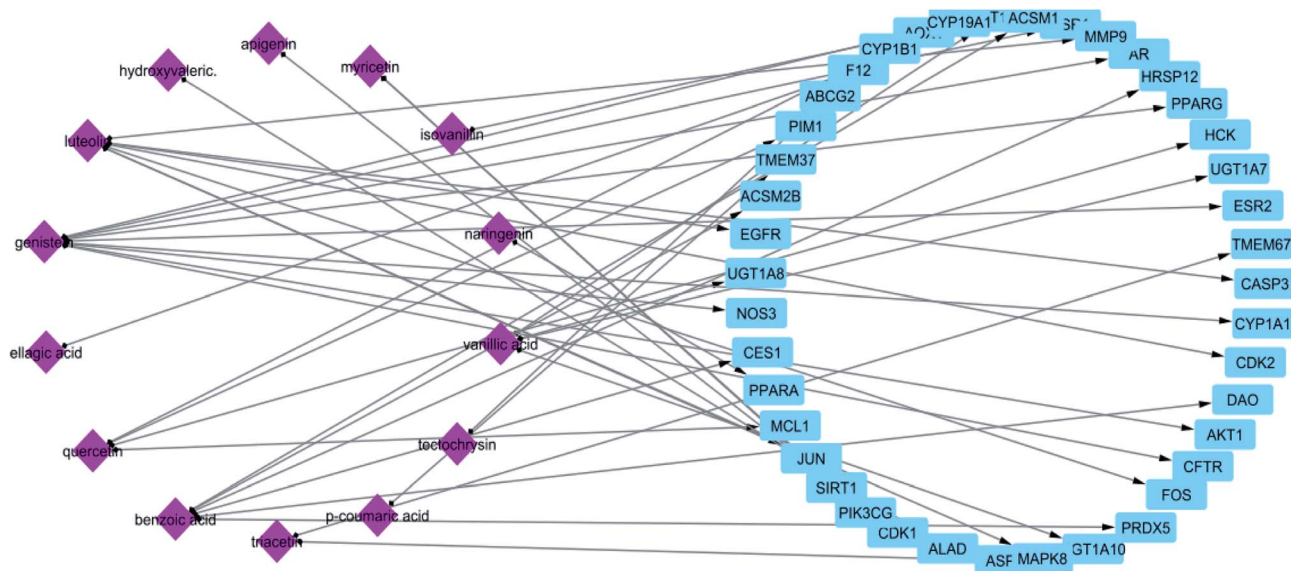 apigenin
hydroxyvaleric.
myricetin
luteolin
isovanillin
genistein
naringenin
ellagic acid
vanillic acid
quercetin
tectochrysin
benzoic acid
p-coumaric acid
triacetin
CYP19A1
ACSM1
MMP9
CYP1B1
AR
F12
HRSP12
ABCG2
PPARG
PIM1
HCK
TMEM37
UGT1A7
ACSM2B
ESR2
EGFR
TMEM67
UGT1A8
CASP3
NOS3
CYP1A1
CES1
CDK2
PPARA
DAO
MCL1
AKT1
JUN
CFTR
SIRT1
FOS
PIK3CG
PRDX5
CDK1
ALAD
MAPK8
GT1A10